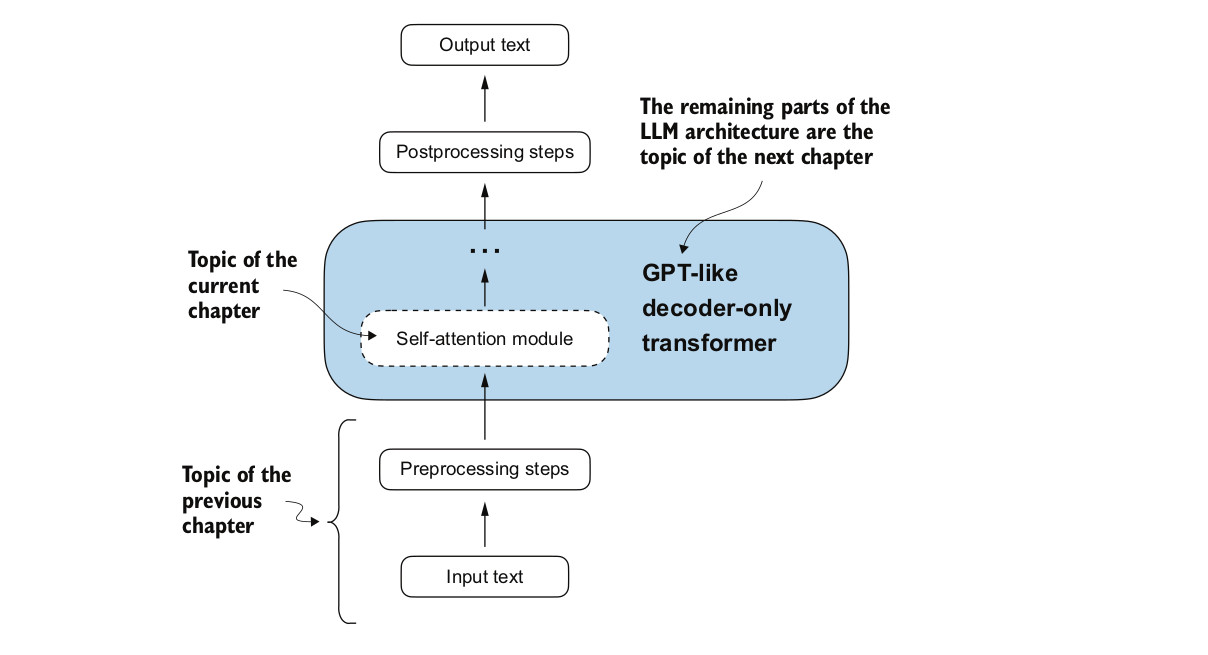 Output text
Postprocessing steps
The remaining parts of the
LLM architecture are the
topic of the next chapter
...
GPT-like
decoder-only
transformer
Topic of the
current
chapter
Self-attention module
Preprocessing steps
Topic of the
previous
chapter
Input text